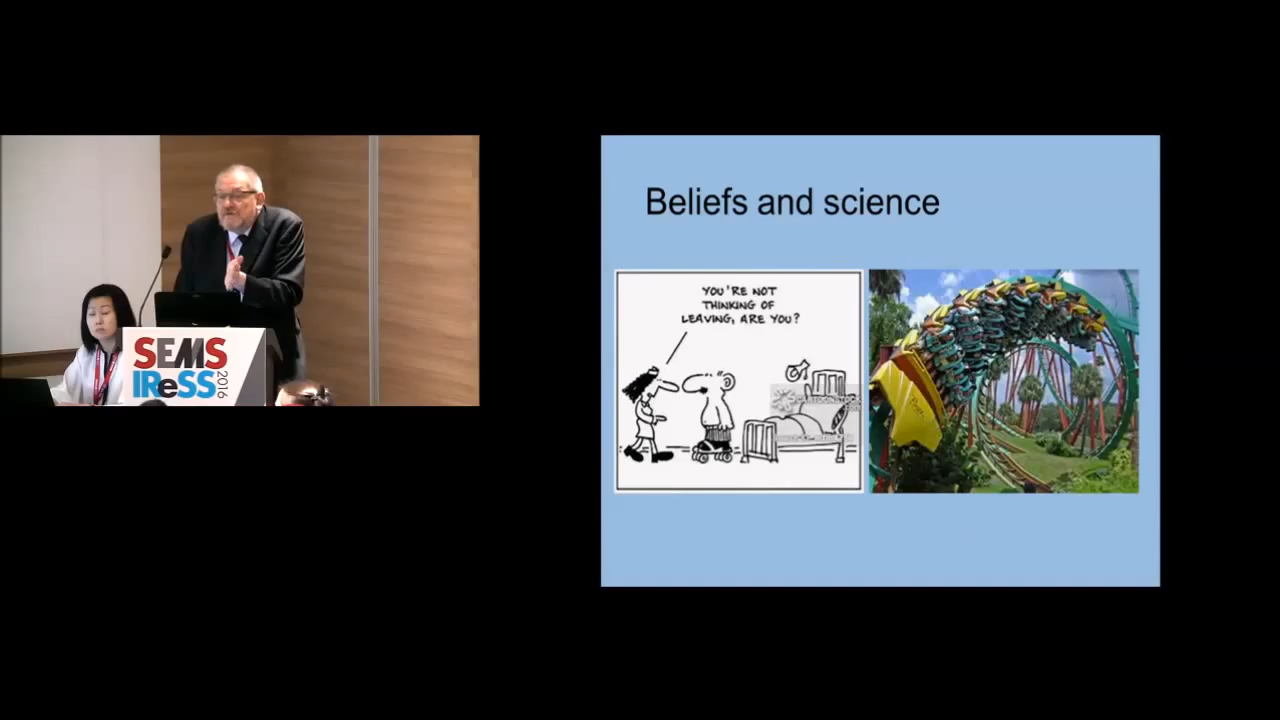 SEMS
IReSS
2016
Beliefs and science
YOU'RE NOT
THINKING OF
LEAVING, ARE YOU?